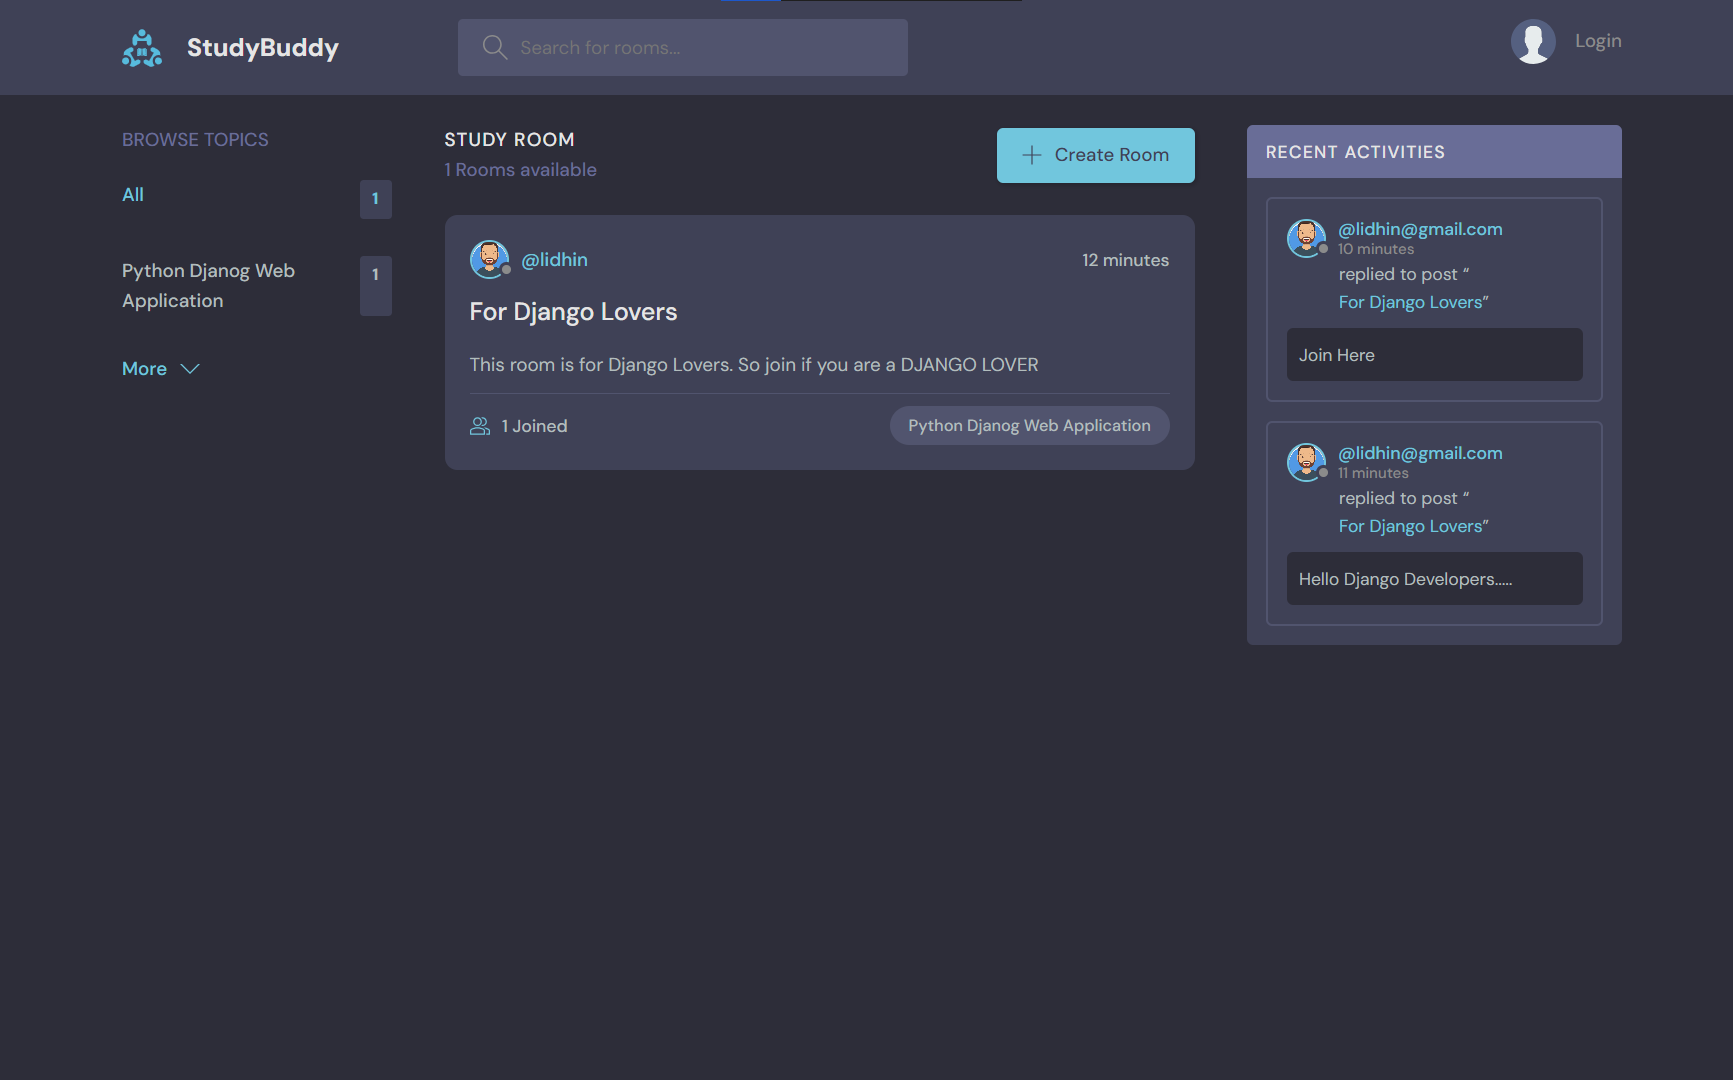 StudyBuddy
Search for rooms...
Login
BROWSE TOPICS
All
1
Python Djanog Web
Application
1
More
STUDY ROOM
1 Rooms available
Create Room
@lidhin
12 minutes
For Django Lovers
This room is for Django Lovers. So join if you are a DJANGO LOVER
1 Joined
Python Djanog Web Application
RECENT ACTIVITIES
@lidhin@gmail.com
10 minutes
replied to post “
For Django Lovers”
Join Here
@lidhin@gmail.com
11 minutes
replied to post “
For Django Lovers”
Hello Django Developers.....